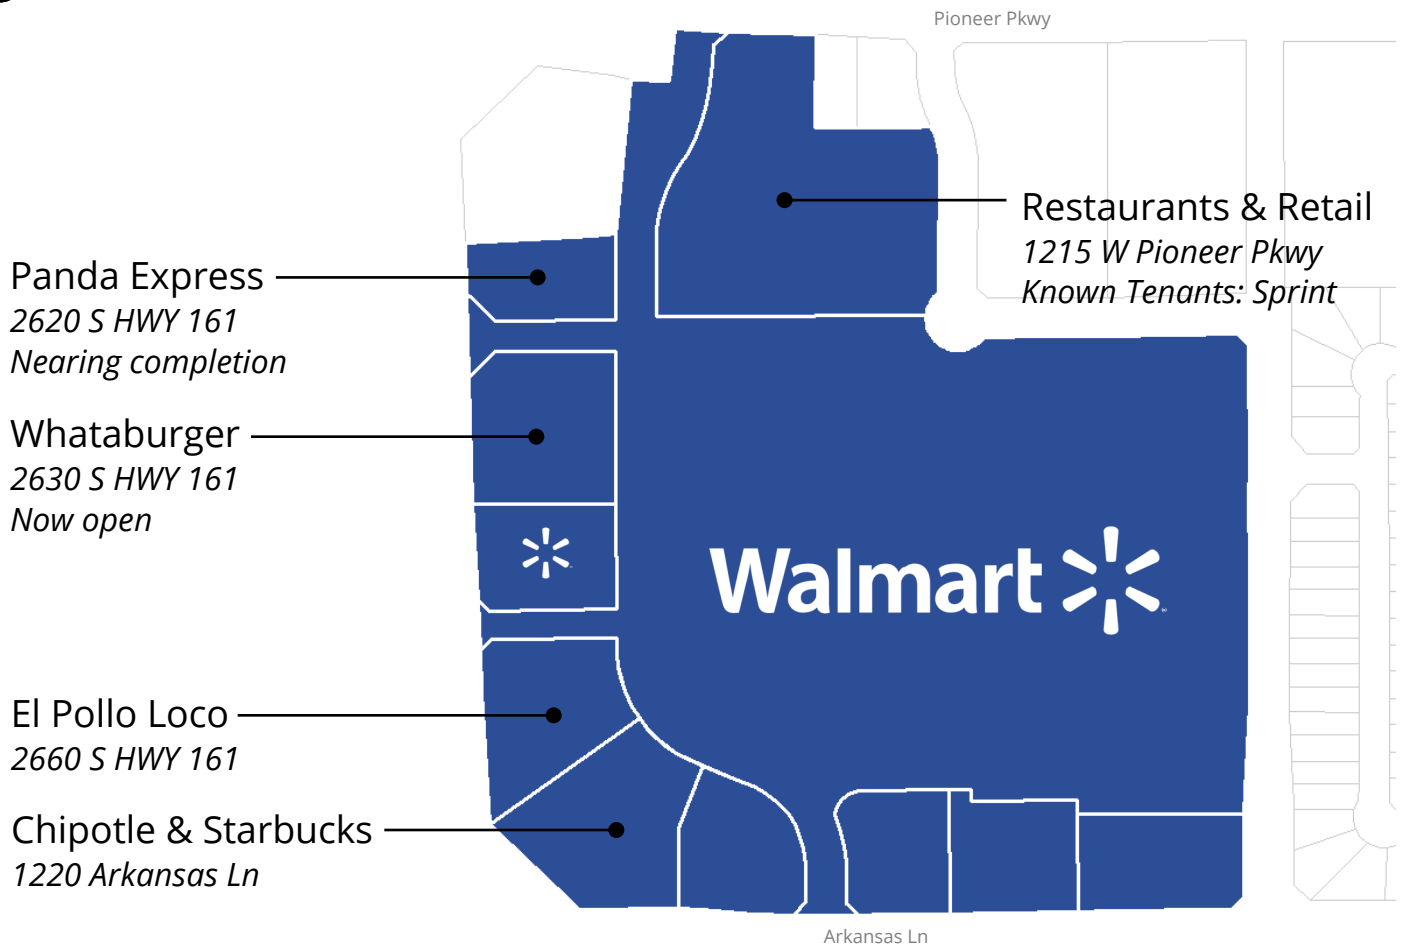 Pioneer Pkwy
Restaurants & Retail
1215 W Pioneer Pkwy
Known Tenants: Sprint
Panda Express
2620 S HWY 161
Nearing completion
Whataburger
2630 S HWY 161
Now open
Walmart
El Pollo Loco
2660 S HWY 161
Chipotle & Starbucks
1220 Arkansas Ln
Arkansas Ln